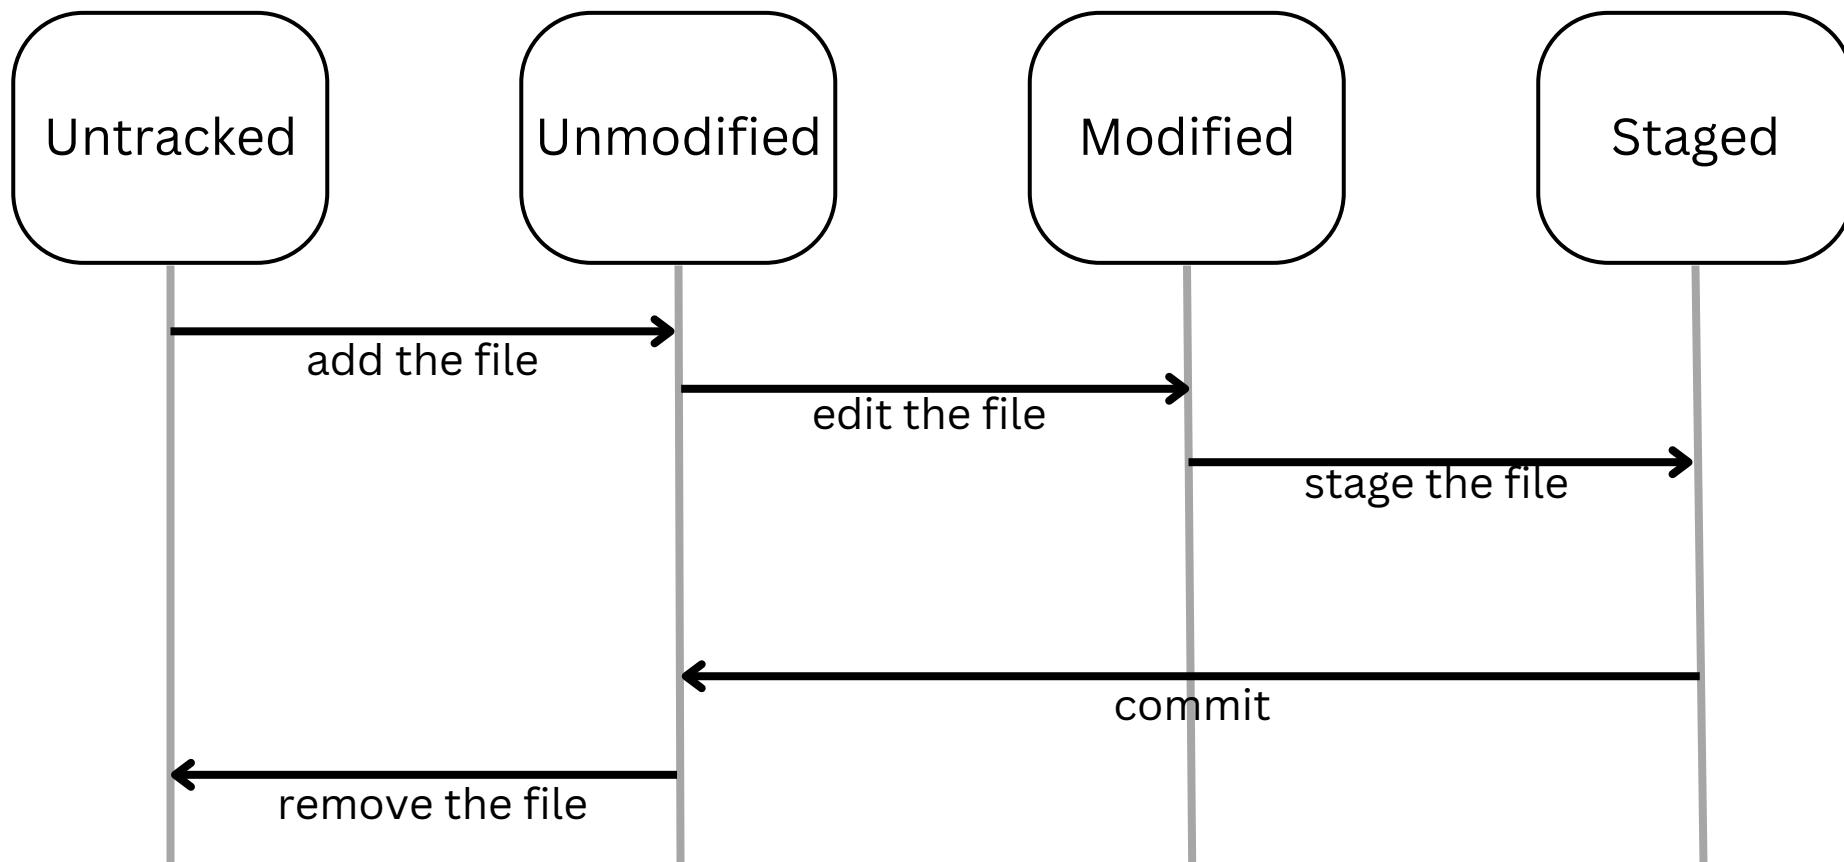 Untracked
Unmodified
Modified
Staged
add the file
edit the file
stage the file
commit
remove the file